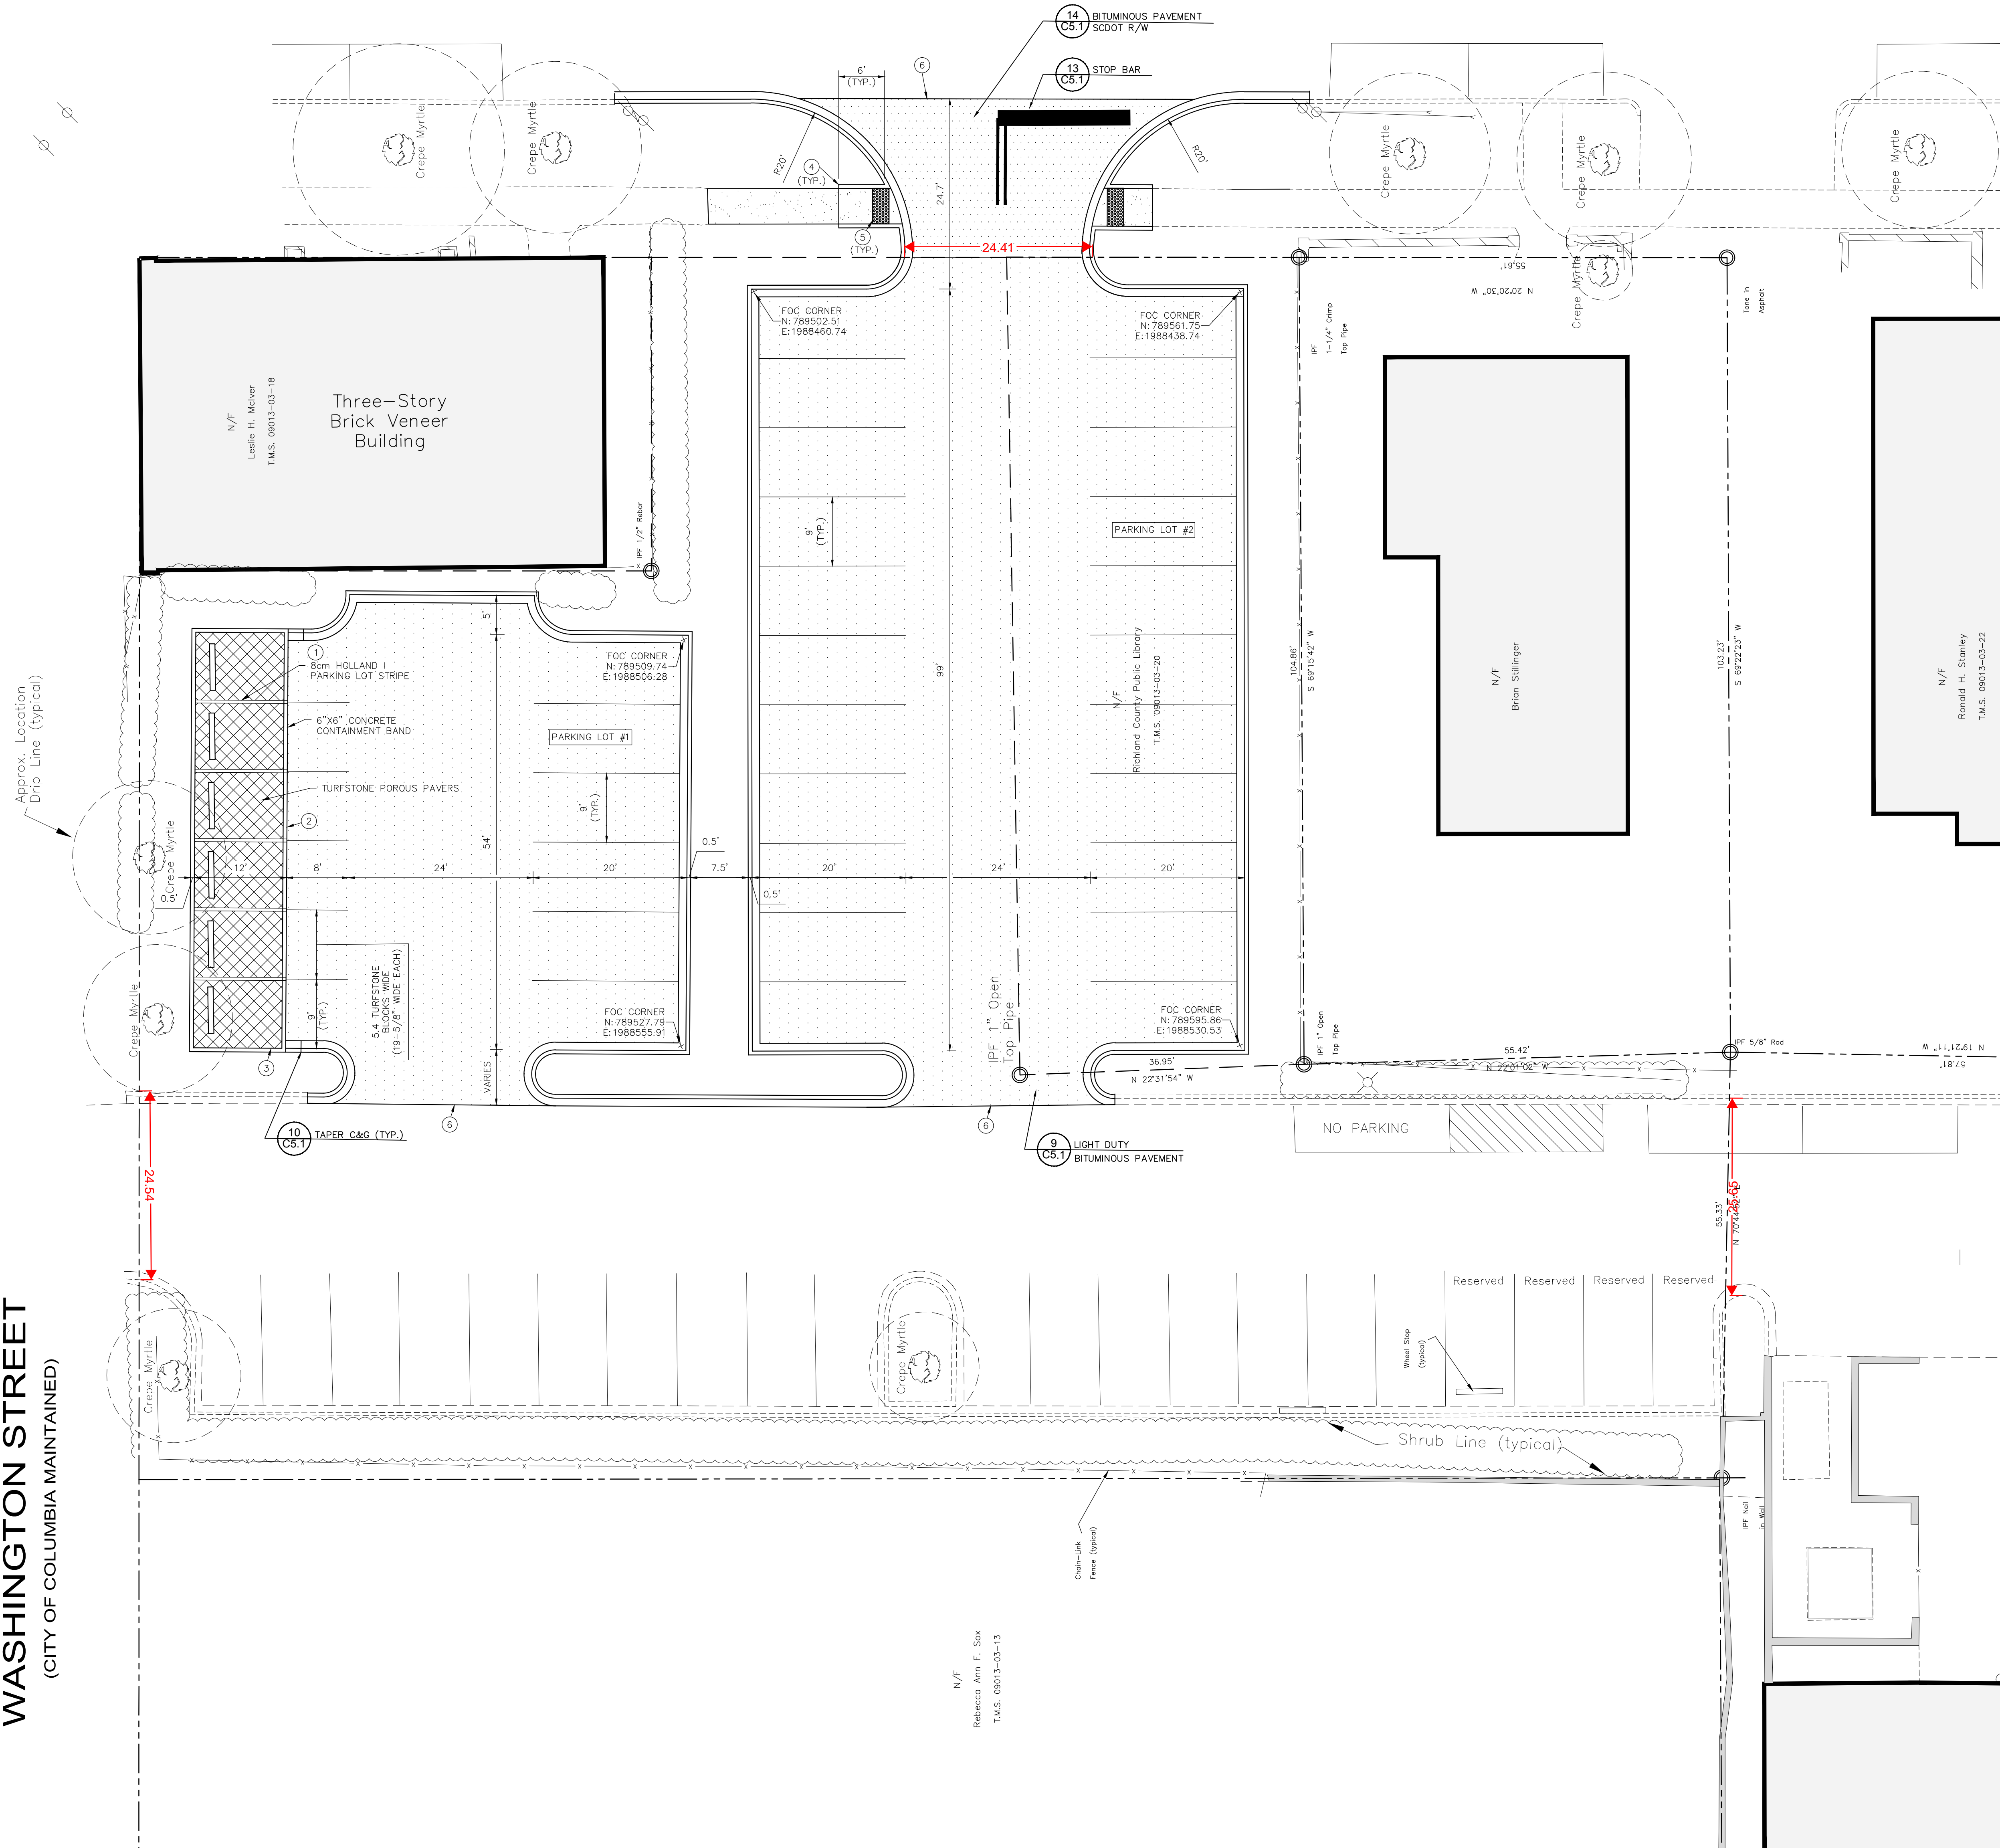 14
C5.1
BITUMINOUS PAVEMENT
SCDOT R/W
13
C5.1
STOP BAR
6
6'
(TYP.)
Crepe Myrtle
Crepe Myrtle
R20'
4
(TYP.)
5
(TYP.)
24.7'
24.41
R20'
Crepe Myrtle
Crepe Myrtle
Crepe Myrtle
Crepe Myrtle
55.61'
N 20°20'30" W
Tone in
Asphalt
IPF
1-1/4" Crimp
Top Pipe
FOC CORNER
N:789502.51
E:1988460.74
FOC CORNER
N:789561.75
E:1988438.74
N/F
Leslie H. McIver
T.M.S. 09013-03-18
Three-Story
Brick Veneer
Building
IPF 1/2" Rebar
9'
(TYP.)
PARKING LOT #2
99'
N/F
Richland County Public Library
T.M.S. 09013-03-20
104.86'
S 69°15'42" W
N/F
Brian Stillinger
103.23'
S 69°22'23" W
N/F
Ronald H. Stanley
T.M.S. 09013-03-22
5'
1
8cm HOLLAND I
PARKING LOT STRIPE
FOC CORNER
N:789509.74
E:1988506.28
6"X6" CONCRETE
CONTAINMENT BAND
PARKING LOT #1
TURFSTONE POROUS PAVERS
2
9'
(TYP.)
54'
Approx. Location
Drip Line (typical)
Crepe Myrtle
0.5'
12'
8'
24'
20'
0.5'
7.5'
0.5'
20'
24'
20'
Crepe Myrtle
9'
(TYP.)
5.4 TURFSTONE
BLOCKS WIDE
(19-5/8" WIDE EACH)
FOC CORNER
N:789527.79
E:1988555.91
IPF 1" Open
Top Pipe
FOC CORNER
N:789595.86
E:1988530.53
IPF 1" Open
Top Pipe
3
VARIES
36.95'
N 22°31'54" W
55.42'
N 22°01'02" W
IPF 5/8" Rod
N 19°21'11" W
57.81'
10
C5.1
TAPER C&G (TYP.)
6
6
9
C5.1
LIGHT DUTY
BITUMINOUS PAVEMENT
NO PARKING
24.54
25.65
55.33'
Reserved
Reserved
Reserved
Reserved
WASHINGTON STREET
(CITY OF COLUMBIA MAINTAINED)
Crepe Myrtle
Crepe Myrtle
Wheel Stop
(typical)
Shrub Line (typical)
Chain-Link
Fence (typical)
IPF Nail
in Wall
N/F
Rebecca Ann F. Sox
T.M.S. 09013-03-13